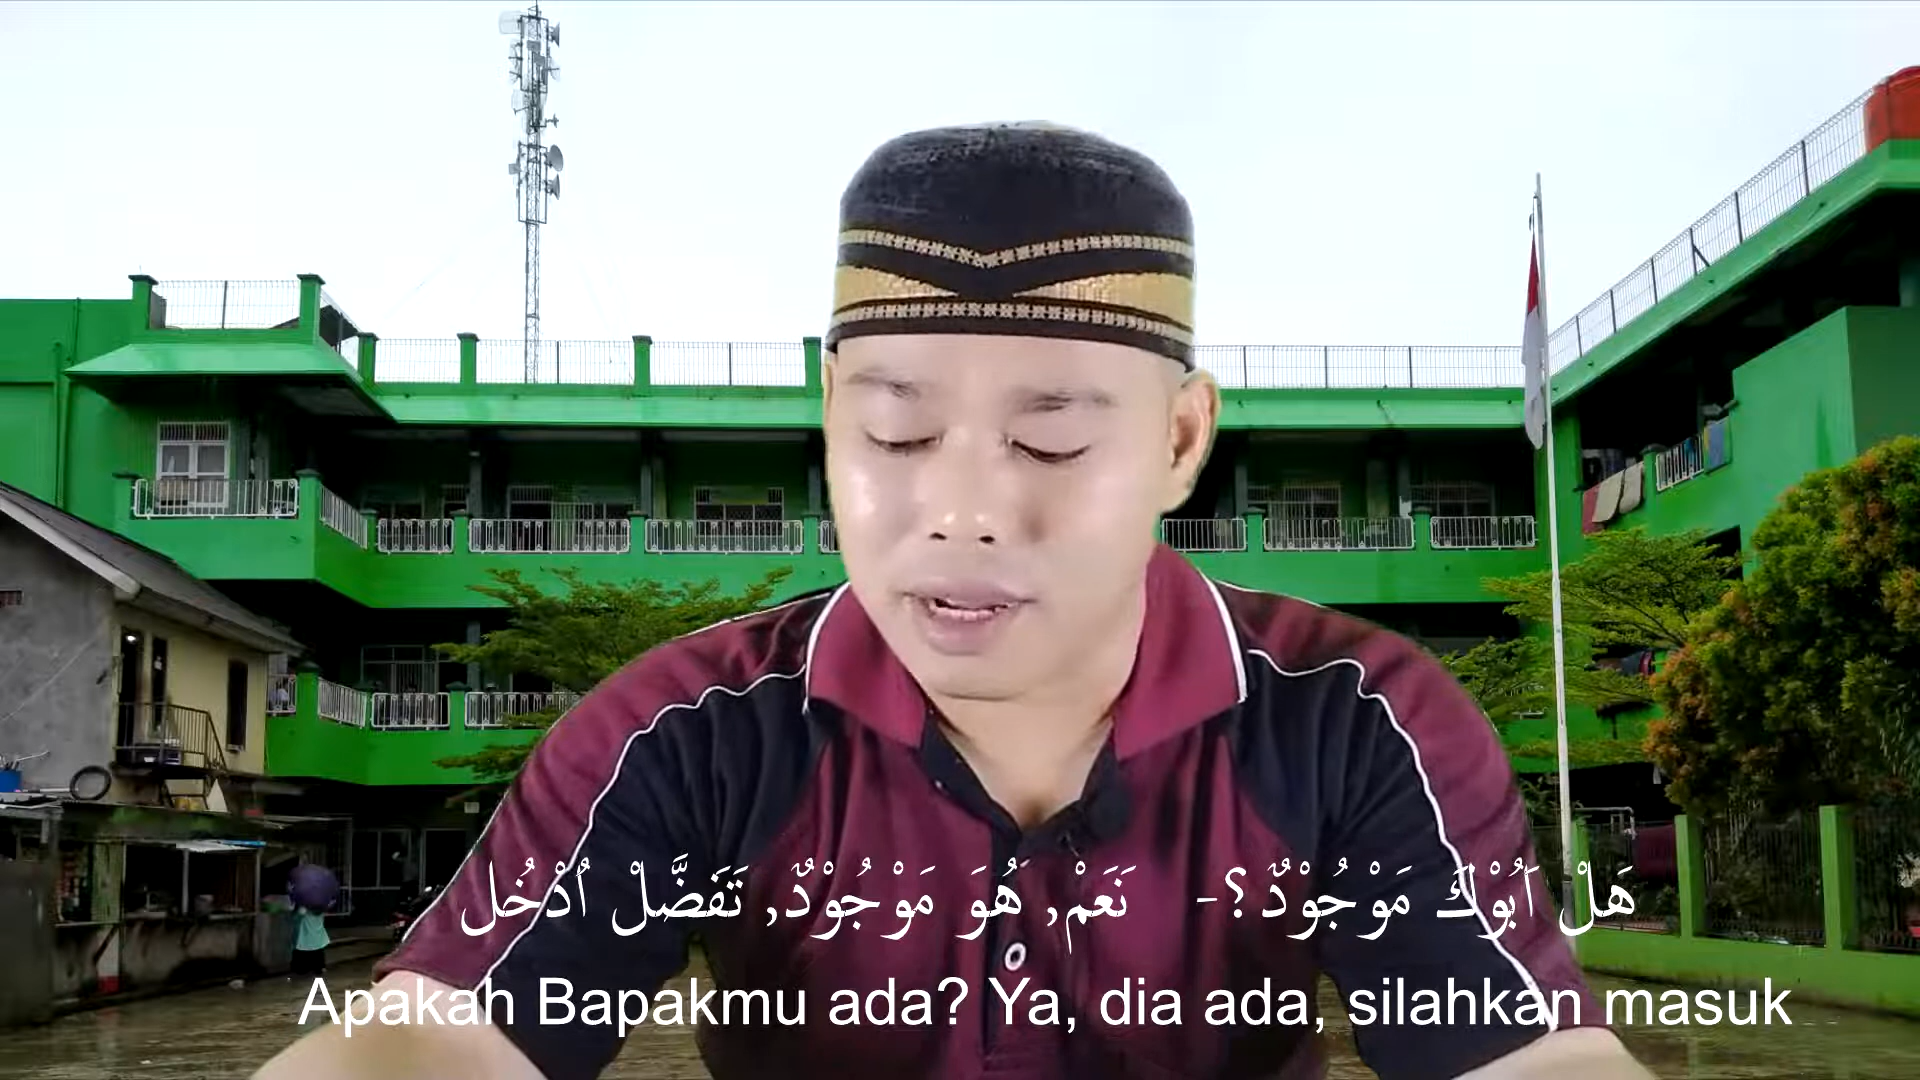 هَلْ اَبُوْكَ مَوْجُوْدٌ؟- نَعَمْ, هُوَ مَوْجُوْدٌ, تَفَضَّلْ اُدْخُل
Apakah Bapakmu ada? Ya, dia ada, silahkan masuk